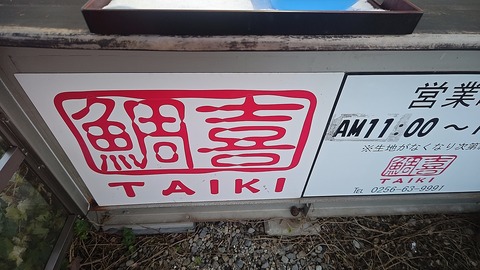 鯛喜
TAIKI
営業
AM11:00～
※生地がなくなり次第
鯛喜
TAIKI
TEL 0256-63-9991